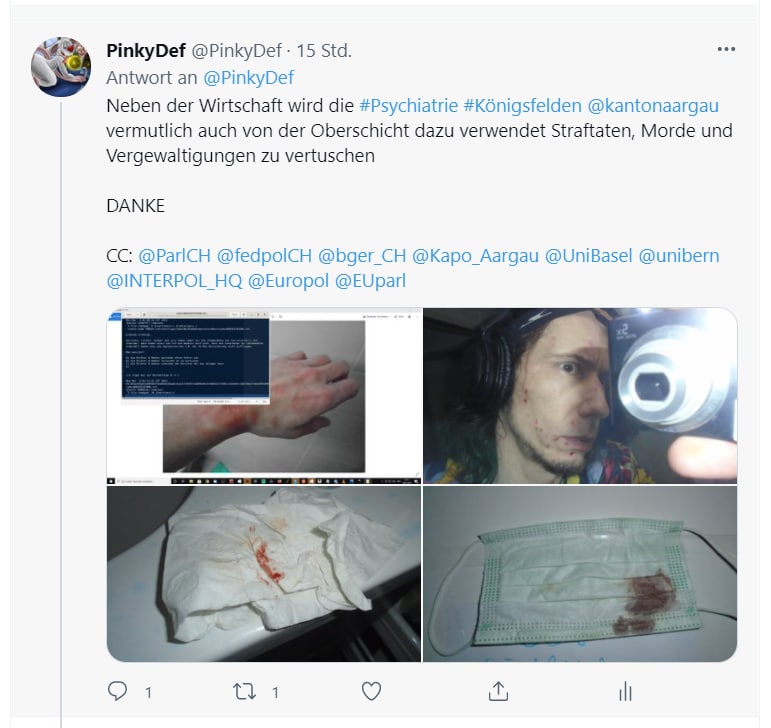 PinkyDef @PinkyDef · 15 Std.
Antwort an @PinkyDef
Neben der Wirtschaft wird die #Psychiatrie #Königsfelden @kantonaargau
vermutlich auch von der Oberschicht dazu verwendet Straftaten, Morde und
Vergewaltigungen zu vertuschen
DANKE
CC: @ParlCH @fedpolCH @bger_CH @Kapo_Aargau @UniBasel @unibern
@INTERPOL_HQ @Europol @EUparl
x2
1
1